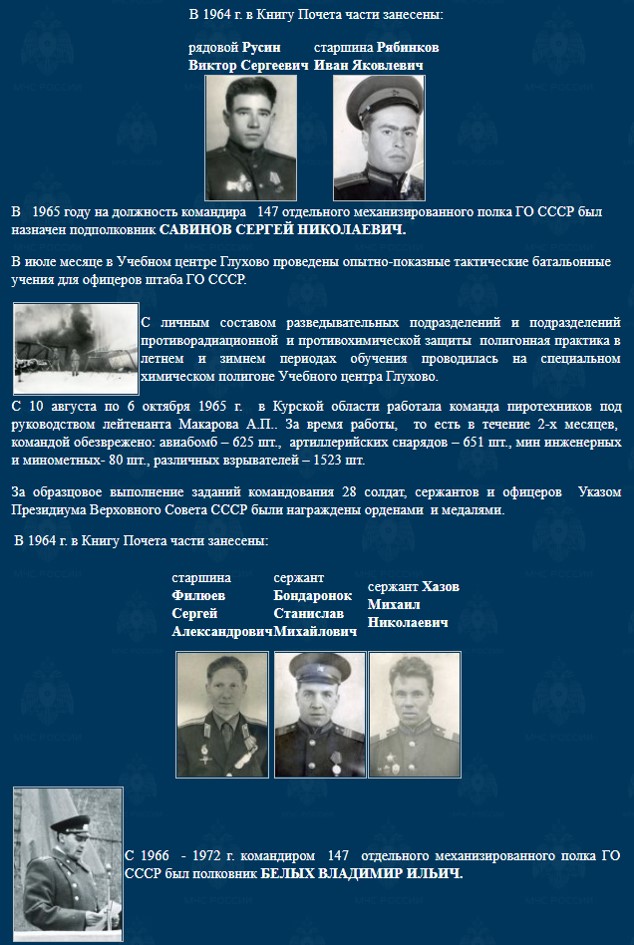 В 1964 г. в Книгу Почета части занесены:
рядовой Русин
Виктор Сергеевич
старшина Рябинков
Иван Яковлевич
В 1965 году на должность командира 147 отдельного механизированного полка ГО СССР был
назначен подполковник САВИНОВ СЕРГЕЙ НИКОЛАЕВИЧ.
В июле месяце в Учебном центре Глухово проведены опытно-показные тактические батальонные
учения для офицеров штаба ГО СССР.
С личным составом разведывательных подразделений и подразделений
противорадиационной и противохимической защиты полигонная практика в
летнем и зимнем периодах обучения проводилась на специальном
химическом полигоне Учебного центра Глухово.
С 10 августа по 6 октября 1965 г. в Курской области работала команда пиротехников под
руководством лейтенанта Макарова А.П.. За время работы, то есть в течение 2-х месяцев,
командой обезврежено: авиабомб – 625 шт., артиллерийских снарядов – 651 шт., мин инженерных
и минометных- 80 шт., различных взрывателей – 1523 шт.
За образцовое выполнение заданий командования 28 солдат, сержантов и офицеров Указом
Президиума Верховного Совета СССР были награждены орденами и медалями.
В 1964 г. в Книгу Почета части занесены:
старшина
Филюев
Сергей
Александрович
сержант
Бондаронок
Станислав
Михайлович
сержант Хазов
Михаил
Николаевич
С 1966 - 1972 г. командиром 147 отдельного механизированного полка ГО
СССР был полковник БЕЛЫХ ВЛАДИМИР ИЛЬИЧ.